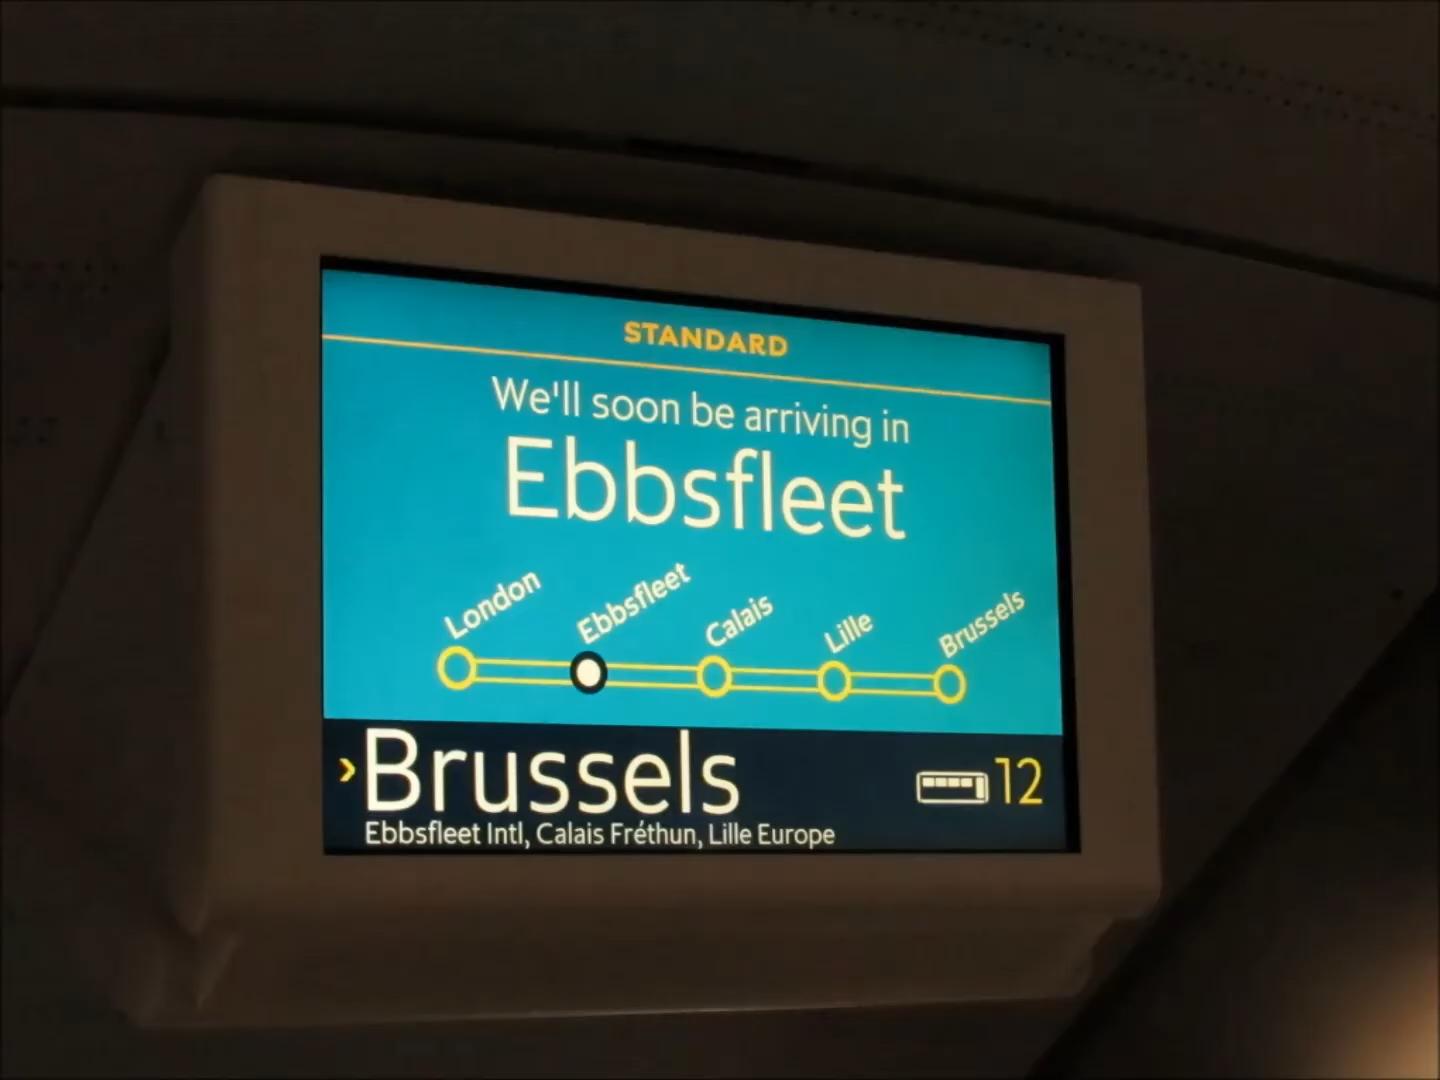 STANDARD
We'll soon be arriving in
Ebbsfleet
London Ebbsfleet Calais Lille Brussels
›Brussels 12
Ebbsfleet Intl, Calais Fréthun, Lille Europe